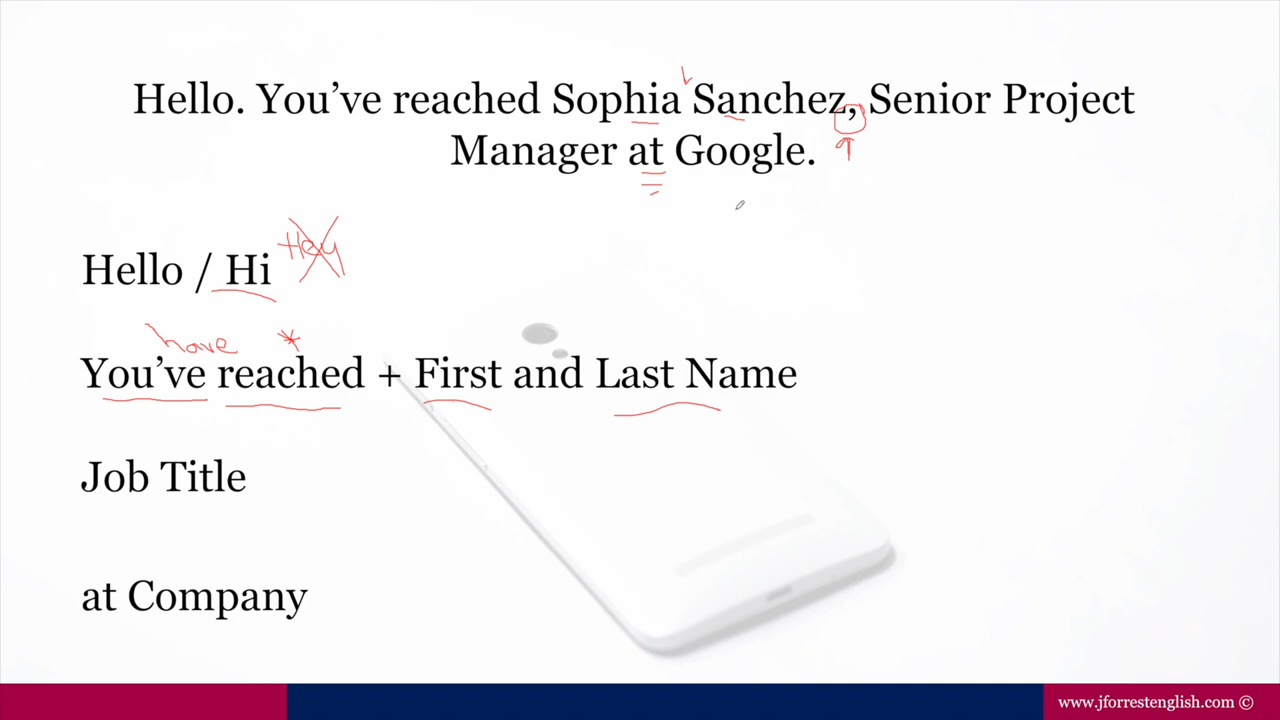 Hello. You've reached Sophia Sanchez, Senior Project
Manager at Google.
Hey
Hello / Hi
have *
You've reached + First and Last Name
Job Title
at Company
www.jforrestenglish.com ©